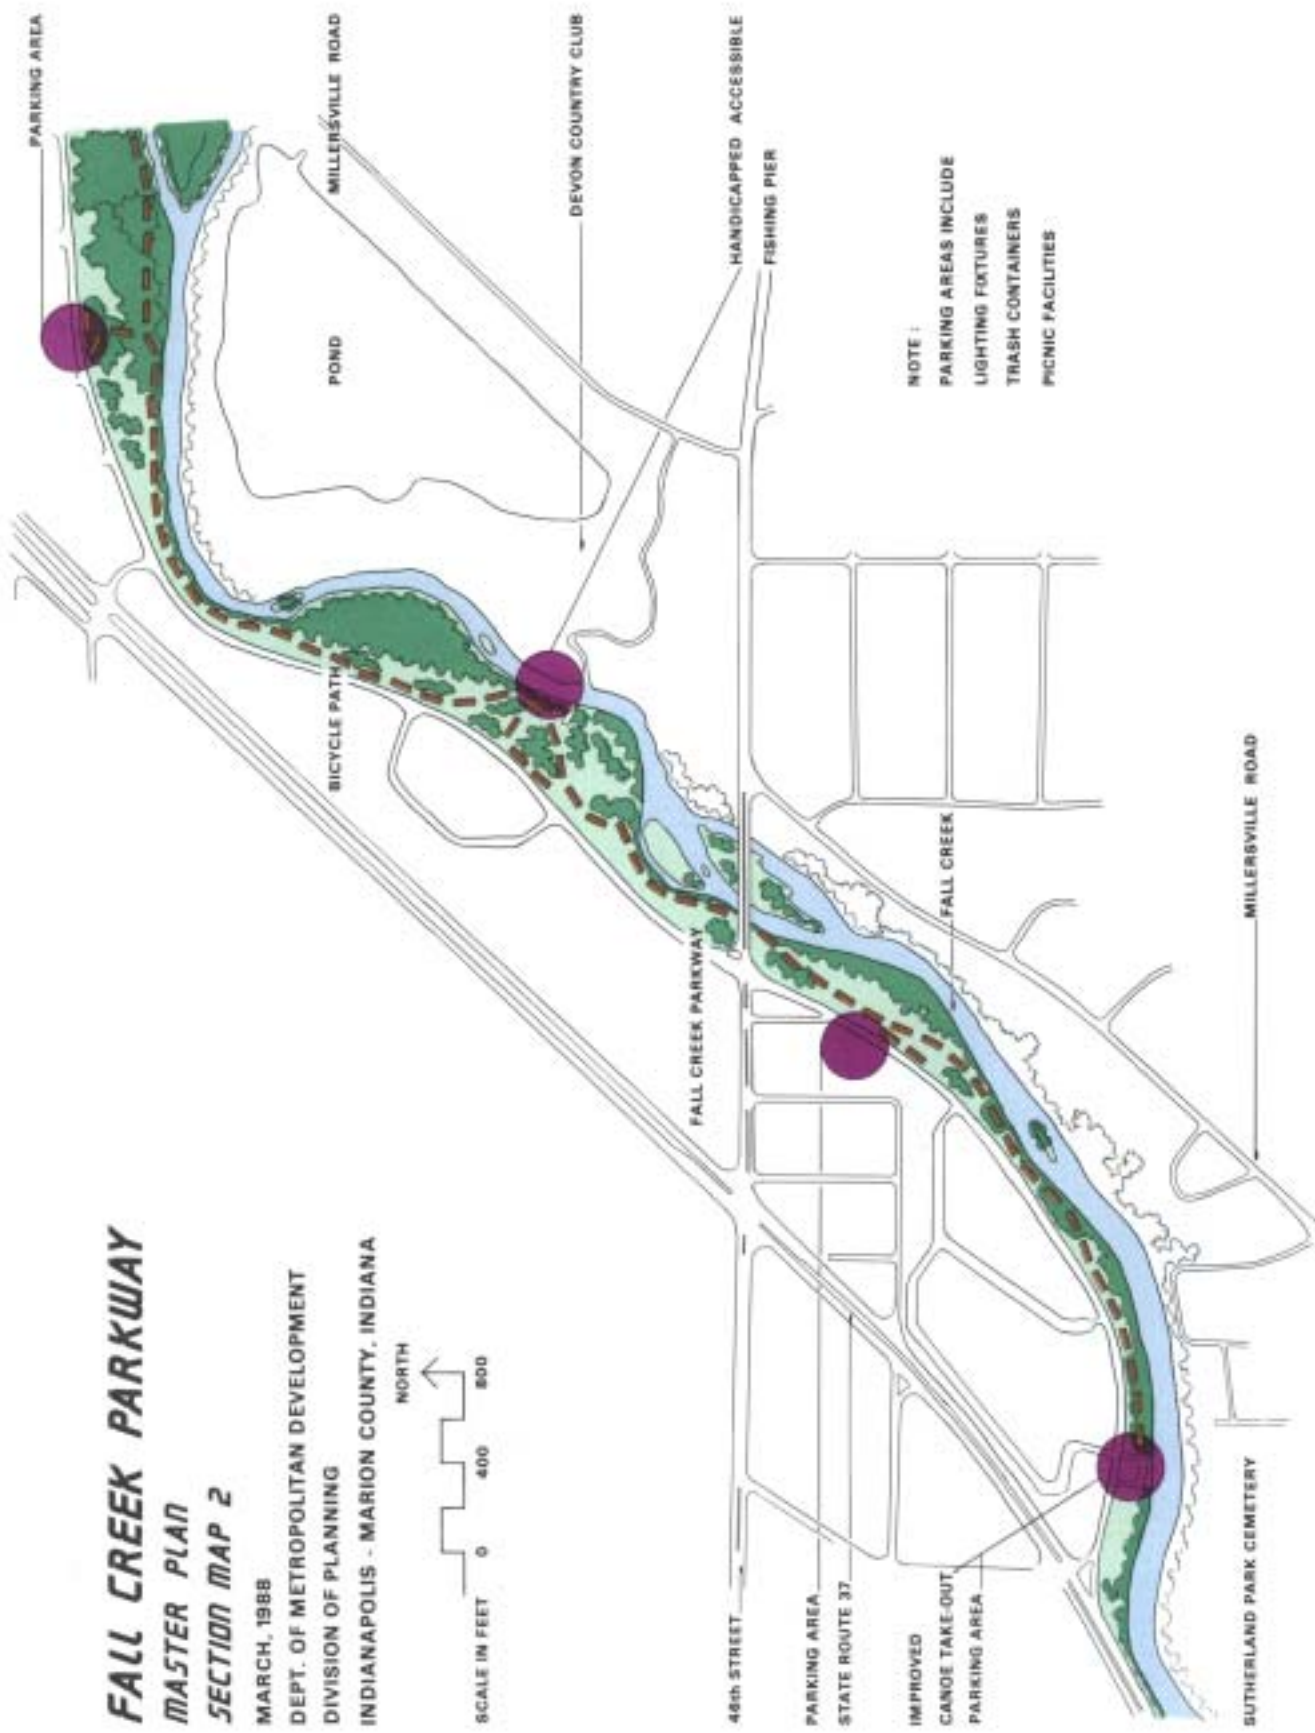 FALL CREEK PARKWAY
MASTER PLAN
SECTION MAP 2
MARCH, 1988
DEPT. OF METROPOLITAN DEVELOPMENT
DIVISION OF PLANNING
INDIANAPOLIS - MARION COUNTY, INDIANA
NORTH
SCALE IN FEET
0
400
800
PARKING AREA
MILLERSVILLE ROAD
POND
DEVON COUNTRY CLUB
HANDICAPPED ACCESSIBLE
FISHING PIER
BICYCLE PATH
FALL CREEK PARKWAY
NOTE :
PARKING AREAS INCLUDE
LIGHTING FIXTURES
TRASH CONTAINERS
PICNIC FACILITIES
46th STREET
PARKING AREA
STATE ROUTE 37
FALL CREEK
IMPROVED
CANOE TAKE-OUT
PARKING AREA
MILLERSVILLE ROAD
SUTHERLAND PARK CEMETERY